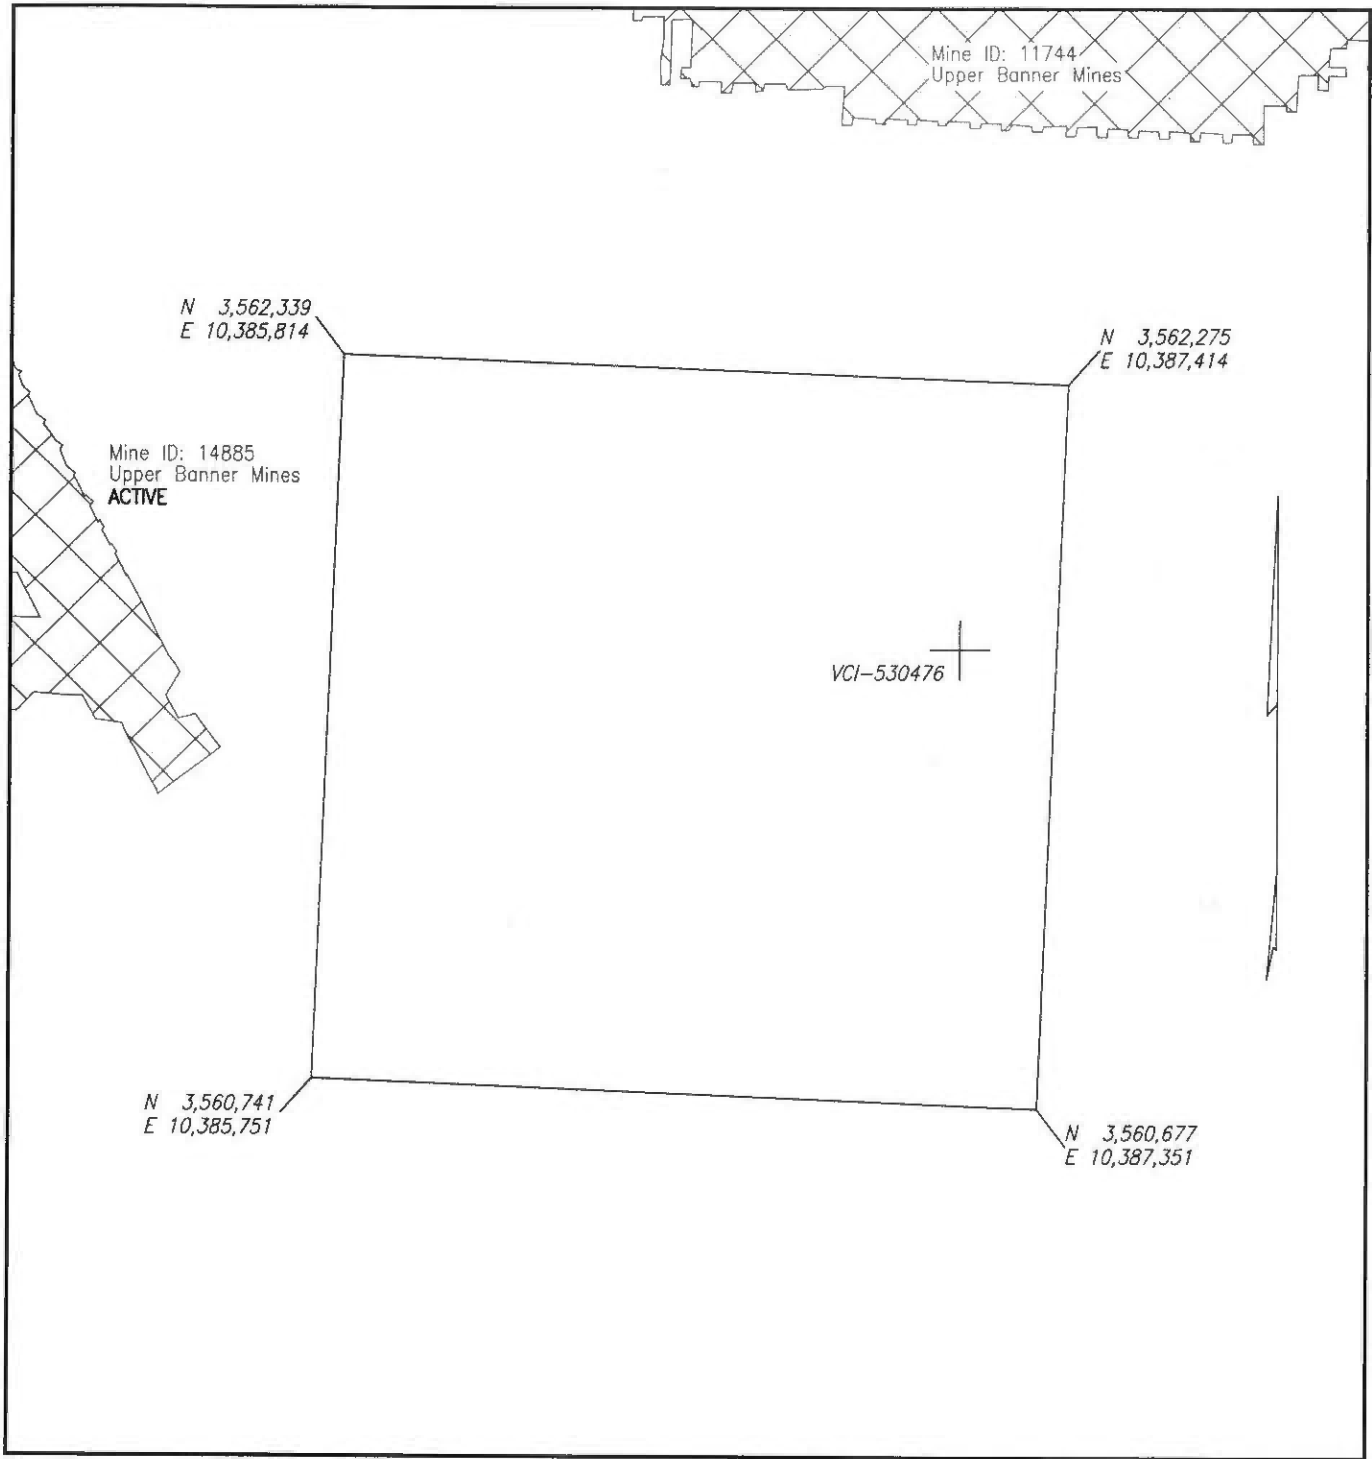 Mine ID: 11744
Upper Banner Mines
N 3,562,339
E 10,385,814
N 3,562,275
E 10,387,414
Mine ID: 14885
Upper Banner Mines
ACTIVE
VCI-530476
N 3,560,741
E 10,385,751
N 3,560,677
E 10,387,351